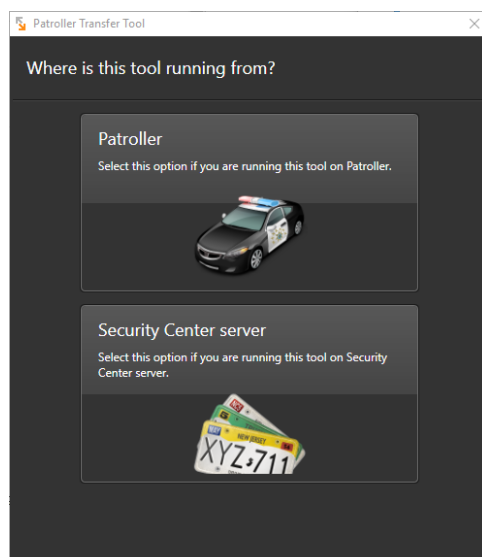 Patroller Transfer Tool
Where is this tool running from?
Patroller
Select this option if you are running this tool on Patroller.
Security Center server
Select this option if you are running this tool on Security
Center server.
NEW JERSEY
XYZ 711